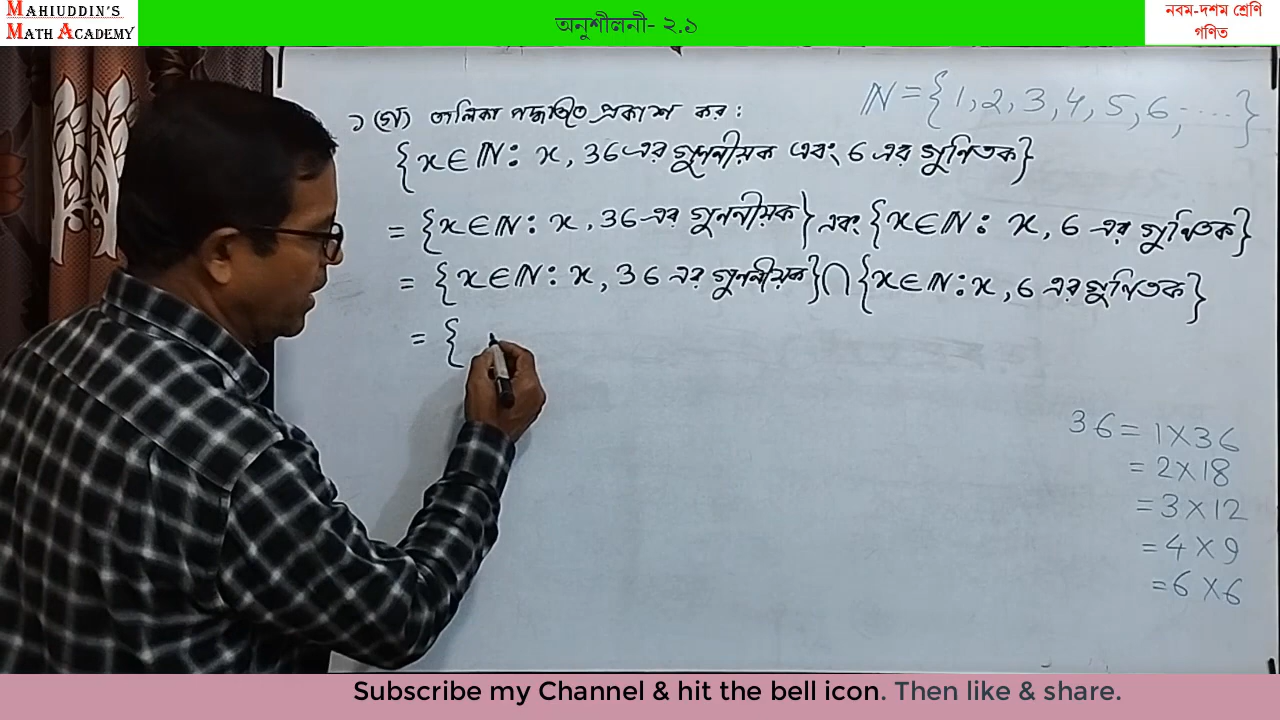 MAHIUDDIN'S
MATH ACADEMY
অনুশীলনী- ২.১
নবম-দশম শ্রেণি
গণিত
ℕ = {1, 2, 3, 4, 5, 6, ....}
১ (গ) তালিকা পদ্ধতিতে প্রকাশ কর :
{x∈ℕ: x, 36 এর গুণনীয়ক এবং 6 এর গুণিতক}
= {x∈ℕ: x, 36 এর গুননীয়ক} এবং {x∈ℕ: x, 6 এর গুণিতক}
= {x∈ℕ: x, 36 এর গুননীয়ক}∩{x∈ℕ: x, 6 এর গুণিতক}
= {
36 = 1×36
= 2×18
= 3×12
= 4×9
= 6×6
Subscribe my Channel & hit the bell icon. Then like & share.